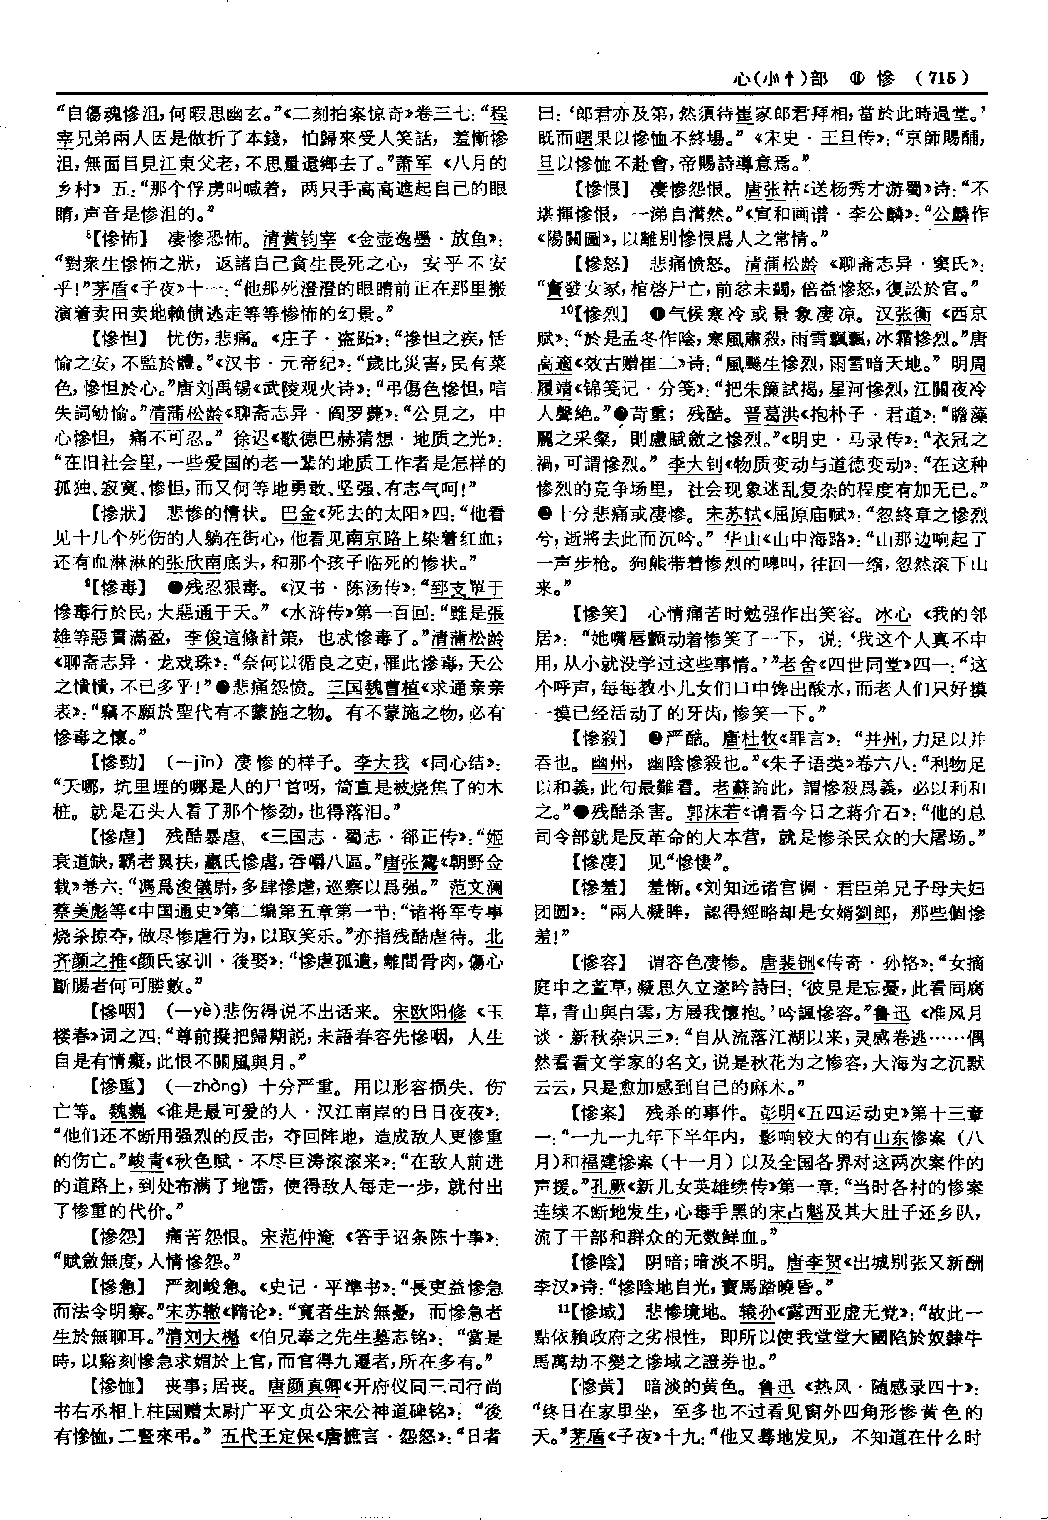 心(小忄)部 ⑪ 惨 (715)
“自傷魂慘沮，何暇思幽玄。”《二刻拍案惊奇》卷三七：“程
宰兄弟兩人因是做折了本錢，怕歸來受人笑話，羞慚慘
沮，無面目見江東父老，不思量還鄉去了。”萧军《八月的
乡村》五：“那个俘虏叫喊着，两只手高高遮起自己的眼
睛，声音是惨沮的。”
⁵【慘怖】 凄惨恐怖。清黄钧宰《金壶逸墨·放鱼》：
“對衆生慘怖之狀，返諸自己貪生畏死之心，安乎不安
乎！”茅盾《子夜》十一：“他那死澄澄的眼睛前正在那里搬
演着卖田卖地赖债逃走等等惨怖的幻景。”
【慘怛】 忧伤，悲痛。《庄子·盗跖》：“慘怛之疾，恬
愉之安，不監於體。”《汉书·元帝纪》：“歲比災害，民有菜
色，慘怛於心。”唐刘禹锡《武陵观火诗》：“弔傷色慘怛，唁
失詞劬愉。”清蒲松龄《聊斋志异·阎罗薨》：“公見之，中
心慘怛，痛不可忍。”徐迟《歌德巴赫猜想·地质之光》：
“在旧社会里，一些爱国的老一辈的地质工作者是怎样的
孤独、寂寞、惨怛，而又何等地勇敢、坚强、有志气呵！”
【慘狀】 悲惨的情状。巴金《死去的太阳》四：“他看
见十几个死伤的人躺在街心，他看见南京路上染着红血；
还有血淋淋的张欣南底头，和那个孩子临死的惨状。”
⁸【慘毒】 ❶残忍狠毒。《汉书·陈汤传》：“郅支單于
慘毒行於民，大惡通于天。”《水浒传》第一百回：“雖是張
雄等惡貫滿盈，李俊這條計策，也忒慘毒了。”清蒲松龄
《聊斋志异·龙戏珠》：“奈何以循良之吏，罹此慘毒，天公
之憒憒，不已多乎！”❷悲痛怨愤。三国魏曹植《求通亲亲
表》：“竊不願於聖代有不蒙施之物。有不蒙施之物，必有
慘毒之懷。”
【慘勁】 （—jìn）凄惨的样子。李大我《同心结》：
“天哪，坑里埋的哪是人的尸首呀，简直是被烧焦了的木
桩。就是石头人看了那个惨劲，也得落泪。”
【慘虐】 残酷暴虐。《三国志·蜀志·郤正传》：“姬
衰道缺，霸者翼扶，嬴氏慘虐，吞嚼八區。”唐张鷟《朝野佥
载》卷六：“馮爲浚儀尉，多肆慘虐，巡察以爲強。”范文澜
蔡美彪等《中国通史》第二编第五章第一节：“诸将军专事
烧杀掠夺，做尽惨虐行为，以取笑乐。”亦指残酷虐待。北
齐颜之推《颜氏家训·後娶》：“慘虐孤遺，離間骨肉，傷心
斷腸者何可勝數。”
【慘咽】 （—yè）悲伤得说不出话来。宋欧阳修《玉
楼春》词之四：“尊前擬把歸期説，未語春容先慘咽，人生
自是有情癡，此恨不關風與月。”
【慘重】 （—zhòng）十分严重。用以形容损失、伤
亡等。魏巍《谁是最可爱的人·汉江南岸的日日夜夜》：
“他们还不断用强烈的反击，夺回阵地，造成敌人更惨重
的伤亡。”峻青《秋色赋·不尽巨涛滚滚来》：“在敌人前进
的道路上，到处布满了地雷，使得敌人每走一步，就付出
了惨重的代价。”
【慘怨】 痛苦怨恨。宋范仲淹《答手诏条陈十事》：
“賦斂無度，人情慘怨。”
【慘急】 严刻峻急。《史记·平準书》：“長吏益慘急
而法令明察。”宋苏辙《隋论》：“寬者生於無憂，而慘急者
生於無聊耳。”清刘大櫆《伯兄奉之先生墓志铭》：“當是
時，以谿刻慘急求媚於上官，而官得九遷者，所在多有。”
【慘恤】 丧事；居丧。唐颜真卿《开府仪同三司行尚
书右丞相上柱国赠太尉广平文贞公宋公神道碑铭》：“後
有慘恤，二豎來弔。”五代王定保《唐摭言·怨怒》：“日者
曰：‘郎君亦及第，然須待崔家郎君拜相，當於此時過堂。’
既而曙果以慘恤不終場。”《宋史·王旦传》：“京師賜酺，
旦以慘恤不赴會，帝賜詩導意焉。”
【慘恨】 凄惨怨恨。唐张祜《送杨秀才游蜀》诗：“不
堪揮慘恨，一涕自潸然。”《宣和画谱·李公麟》：“公麟作
《陽關圖》，以離别慘恨爲人之常情。”
【慘怒】 悲痛愤怒。清蒲松龄《聊斋志异·窦氏》：
“竇發女冢，棺啓尸亡，前忿未蠲，倍益慘怒，復訟於官。”
¹⁰【慘烈】 ❶气候寒冷或景象凄凉。汉张衡《西京
赋》：“於是孟冬作陰，寒風肅殺，雨雪飄飄，冰霜慘烈。”唐
高適《效古赠崔二》诗：“風飇生慘烈，雨雪暗天地。”明周
履靖《锦笺记·分笺》：“把朱簾試揭，星河慘烈，江關夜冷
人聲絶。”❷苛重；残酷。晋葛洪《抱朴子·君道》：“瞻藻
麗之采粲，則慮賦斂之慘烈。”《明史·马录传》：“衣冠之
禍，可謂慘烈。”李大钊《物质变动与道德变动》：“在这种
惨烈的竞争场里，社会现象迷乱复杂的程度有加无已。”
❸十分悲痛或凄惨。宋苏轼《屈原庙赋》：“忽終章之慘烈
兮，逝將去此而沉吟。”华山《山中海路》：“山那边响起了
一声步枪。狗熊带着惨烈的嗥叫，往回一缩，忽然滚下山
来。”
【慘笑】 心情痛苦时勉强作出笑容。冰心《我的邻
居》：“她嘴唇颤动着惨笑了一下，说：‘我这个人真不中
用，从小就没学过这些事情。’”老舍《四世同堂》四一：“这
个呼声，每每教小儿女们口中馋出酸水，而老人们只好摸
一摸已经活动了的牙齿，惨笑一下。”
【慘殺】 ❶严酷。唐杜牧《罪言》：“并州，力足以并
吞也。幽州，幽陰慘殺也。”《朱子语类》卷六八：“利物足
以和義，此句最難看。老蘇論此，謂慘殺爲義，必以利和
之。”❷残酷杀害。郭沫若《请看今日之蒋介石》：“他的总
司令部就是反革命的大本营，就是惨杀民众的大屠场。”
【慘凄】 见“慘悽”。
【慘羞】 羞惭。《刘知远诸宫调·君臣弟兄子母夫妇
团圆》：“兩人凝眸，認得經略却是女婿劉郎，那些個慘
羞！”
【慘容】 谓容色凄惨。唐裴铏《传奇·孙恪》：“女摘
庭中之萱草，凝思久立遂吟詩曰：‘彼見是忘憂，此看同腐
草，青山與白雲，方展我懷抱。’吟諷慘容。”鲁迅《准风月
谈·新秋杂识三》：“自从流落江湖以来，灵感卷逃……偶
然看看文学家的名文，说是秋花为之惨容，大海为之沉默
云云，只是愈加感到自己的麻木。”
【慘案】 残杀的事件。彭明《五四运动史》第十三章
一：“一九一九年下半年内，影响较大的有山东惨案（八
月）和福建惨案（十一月）以及全国各界对这两次案件的
声援。”孔厥《新儿女英雄续传》第一章：“当时各村的惨案
连续不断地发生，心毒手黑的宋占魁及其大肚子还乡队，
流了干部和群众的无数鲜血。”
【慘陰】 阴暗；暗淡不明。唐李贺《出城别张又新酬
李汉》诗：“慘陰地自光，寶馬踏曉昏。”
¹¹【慘域】 悲惨境地。辕孙《露西亚虚无党》：“故此一
點依賴政府之劣根性，即所以使我堂堂大國陷於奴隸牛
馬萬劫不變之慘域之證券也。”
【慘黄】 暗淡的黄色。鲁迅《热风·随感录四十》：
“终日在家里坐，至多也不过看见窗外四角形惨黄色的
天。”茅盾《子夜》十九：“他又蓦地发见，不知道在什么时